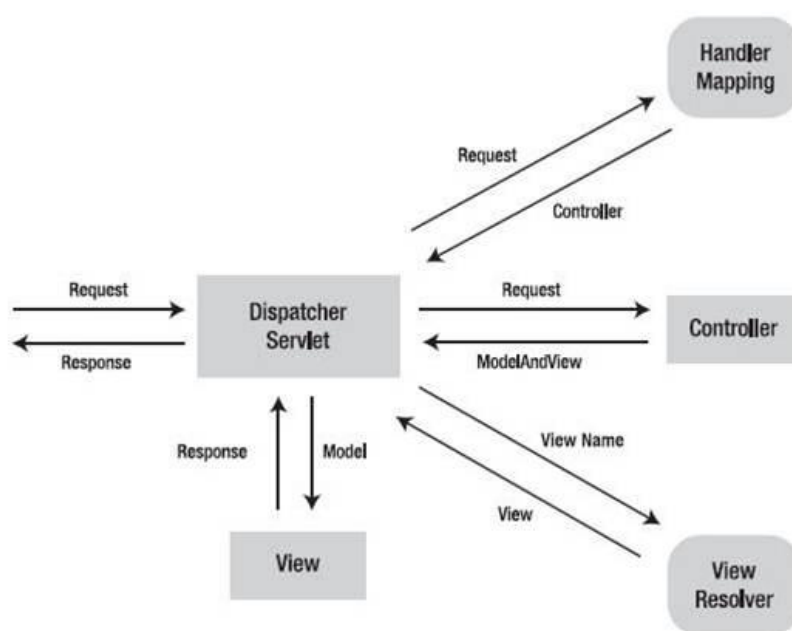 Handler
Mapping
Request
Controller
Request
Response
Dispatcher
Servlet
Request
ModelAndView
Controller
Response
Model
View Name
View
View
View
Resolver